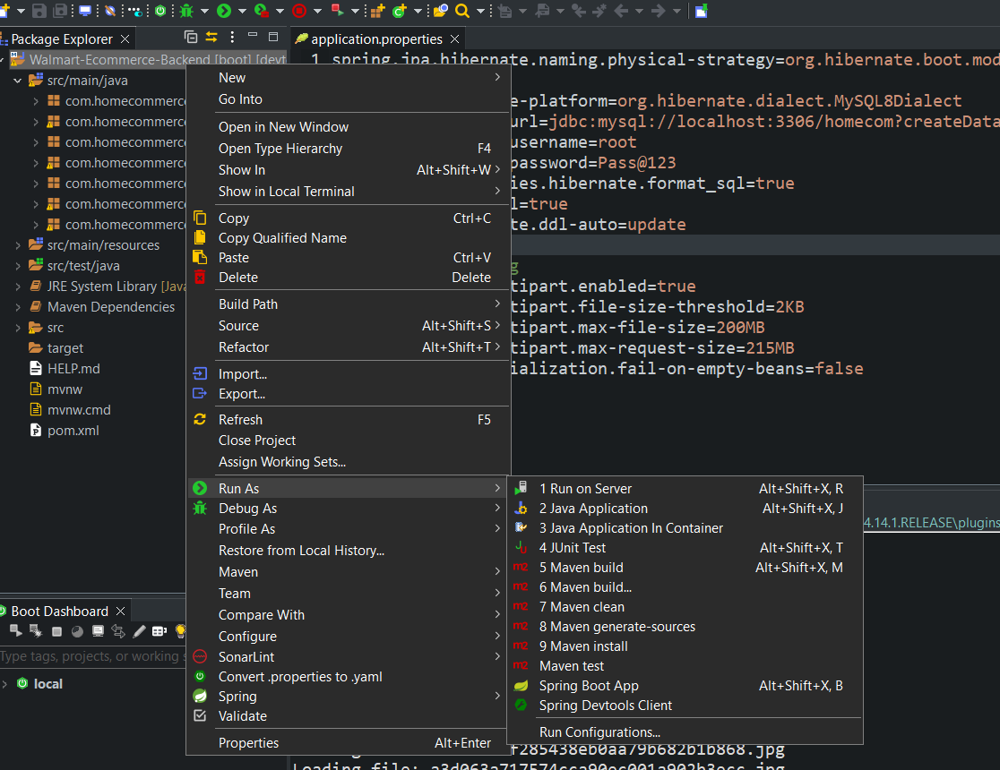 Package Explorer
application.properties
Walmart-Ecommerce-Backend [boot] [devt
1 spring.jpa.hibernate.naming.physical-strategy=org.hibernate.boot.mod
src/main/java
com.homecommerc
com.homecommerc
com.homecommerc
com.homecommerc
com.homecommerc
com.homecommerc
com.homecommerc
src/main/resources
src/test/java
JRE System Library [Java
Maven Dependencies
src
target
HELP.md
mvnw
mvnw.cmd
pom.xml
e-platform=org.hibernate.dialect.MySQL8Dialect
url=jdbc:mysql://localhost:3306/homecom?createData
username=root
password=Pass@123
ies.hibernate.format_sql=true
l=true
te.ddl-auto=update
g
tipart.enabled=true
tipart.file-size-threshold=2KB
tipart.max-file-size=200MB
tipart.max-request-size=215MB
ialization.fail-on-empty-beans=false
New
Go Into
Open in New Window
Open Type Hierarchy F4
Show In Alt+Shift+W
Show in Local Terminal
Copy Ctrl+C
Copy Qualified Name
Paste Ctrl+V
Delete Delete
Build Path
Source Alt+Shift+S
Refactor Alt+Shift+T
Import...
Export...
Refresh F5
Close Project
Assign Working Sets...
Run As
Debug As
Profile As
Restore from Local History...
Maven
Team
Compare With
Configure
SonarLint
Convert .properties to .yaml
Spring
Validate
Properties Alt+Enter
1 Run on Server Alt+Shift+X, R
2 Java Application Alt+Shift+X, J
3 Java Application In Container
4 JUnit Test Alt+Shift+X, T
5 Maven build Alt+Shift+X, M
6 Maven build...
7 Maven clean
8 Maven generate-sources
9 Maven install
Maven test
Spring Boot App Alt+Shift+X, B
Spring Devtools Client
Run Configurations...
4.14.1.RELEASE\plugins
Boot Dashboard
Type tags, projects, or working s
local
f285438eb0aa79b682b1b868.jpg
Loading file: a3d063a717574cca90ec001a902b3ecc.jpg